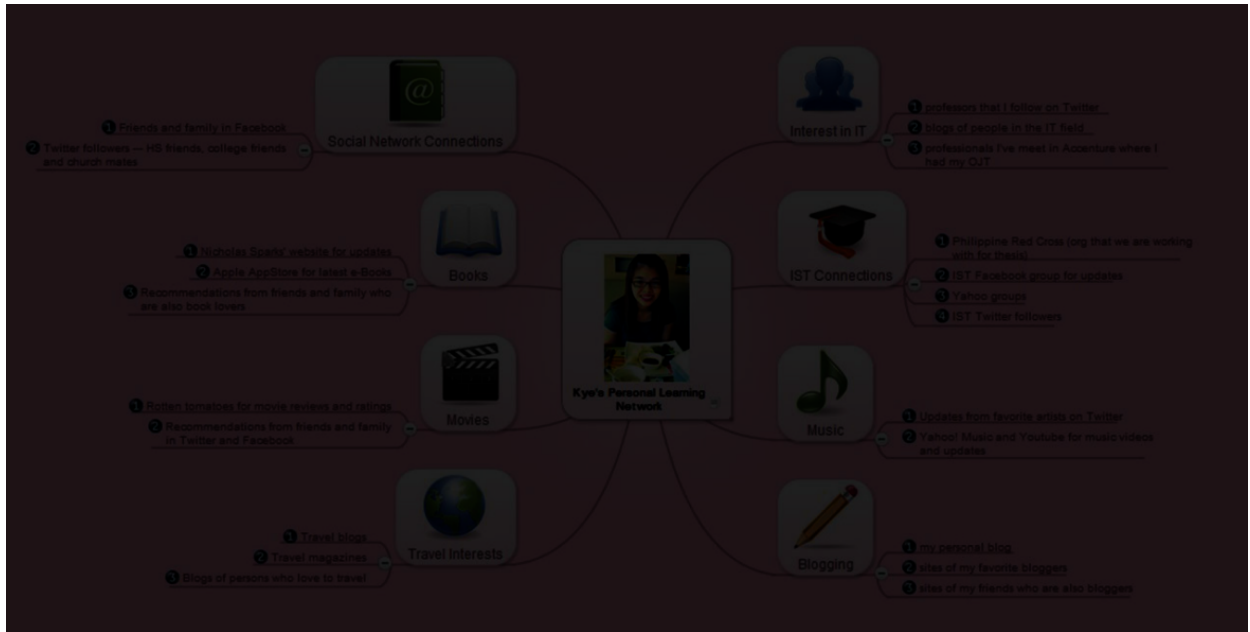 Social Network Connections
1 Friends and family in Facebook
2 Twitter followers — HS friends, college friends
and church mates
Books
1 Nicholas Sparks' website for updates
2 Apple AppStore for latest e-Books
3 Recommendations from friends and family who
are also book lovers
Movies
1 Rotten tomatoes for movie reviews and ratings
2 Recommendations from friends and family
in Twitter and Facebook
Travel Interests
1 Travel blogs
2 Travel magazines
3 Blogs of persons who love to travel
Kye's Personal Learning
Network
Interest in IT
1 professors that I follow on Twitter
2 blogs of people in the IT field
3 professionals I've meet in Accenture where I
had my OJT
IST Connections
1 Philippine Red Cross (org that we are working
with for thesis)
2 IST Facebook group for updates
3 Yahoo groups
4 IST Twitter followers
Music
1 Updates from favorite artists on Twitter
2 Yahoo! Music and Youtube for music videos
and updates
Blogging
1 my personal blog
2 sites of my favorite bloggers
3 sites of my friends who are also bloggers